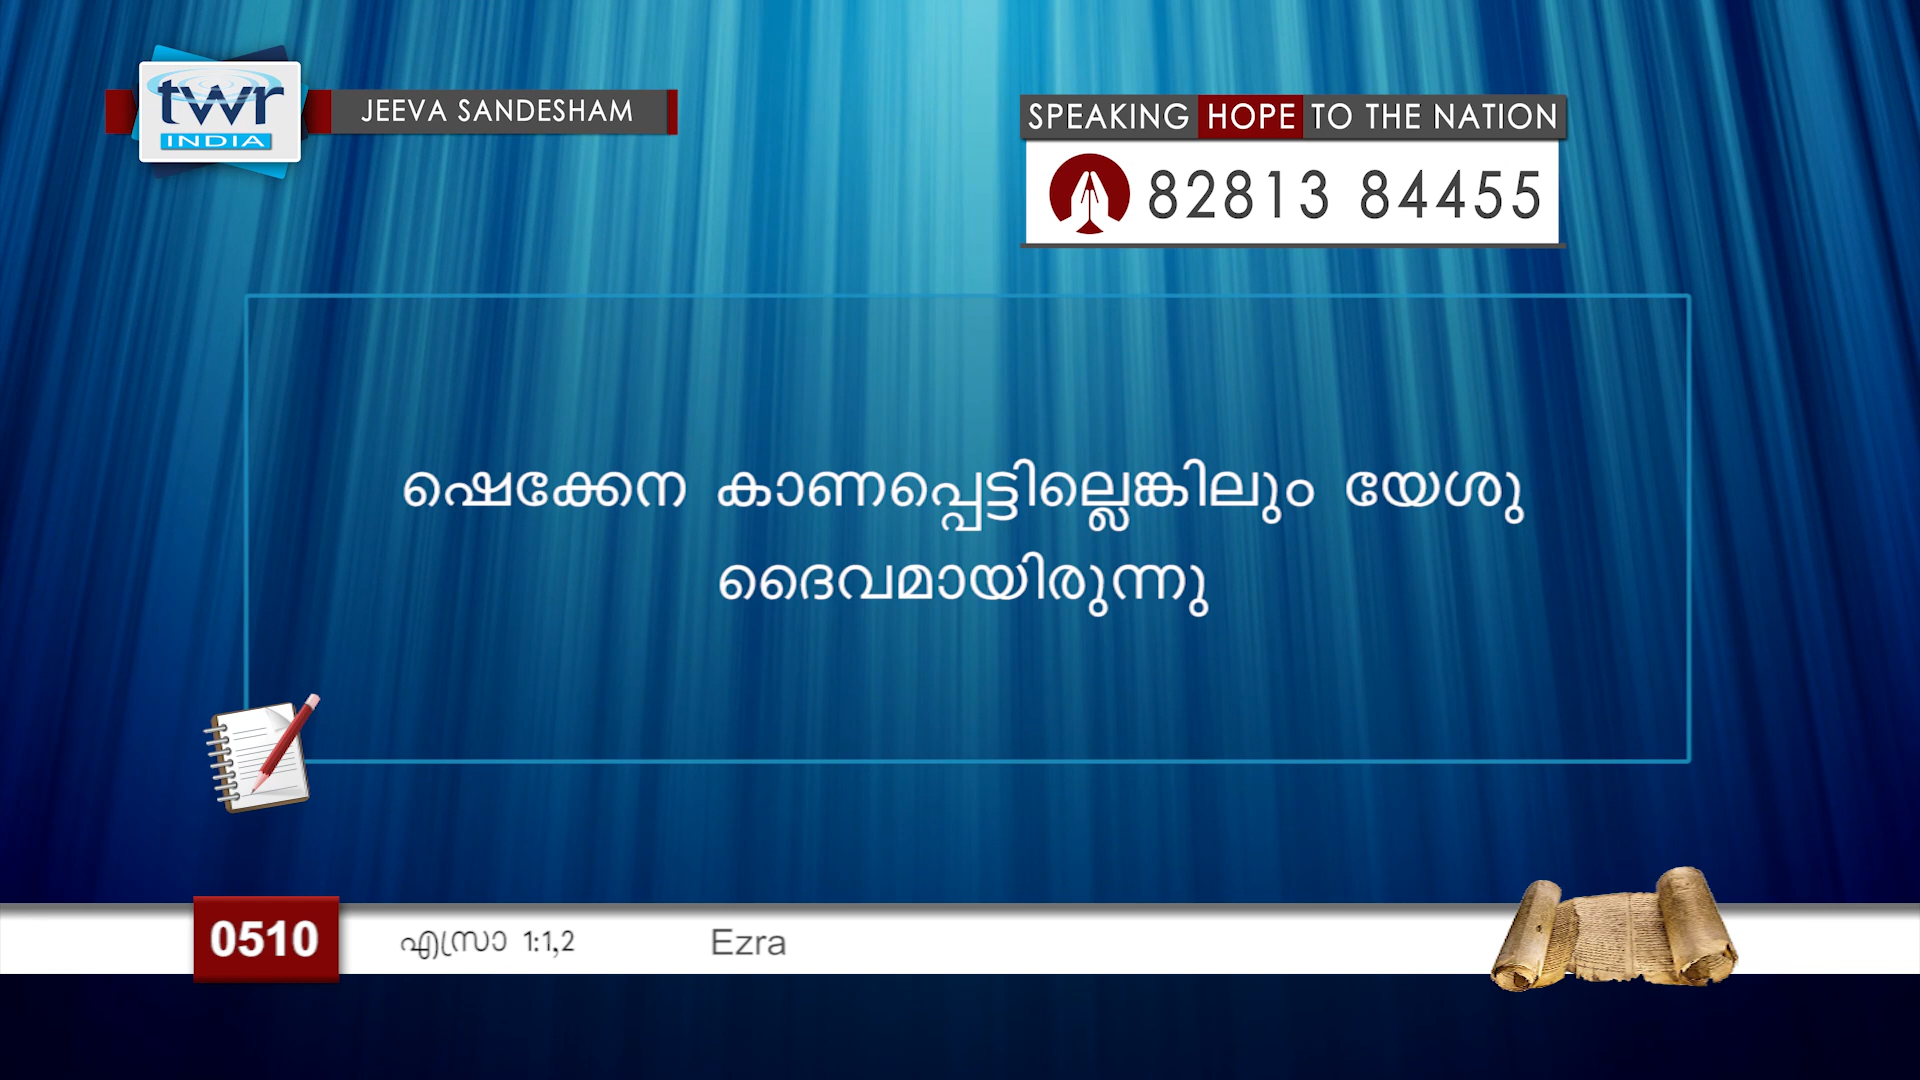 twr
INDIA
JEEVA SANDESHAM
SPEAKING HOPE TO THE NATION
82813 84455
ഷെക്കേന കാണപ്പെട്ടില്ലെങ്കിലും യേശു
ദൈവമായിരുന്നു
0510 എസ്രാ 1:1,2 Ezra